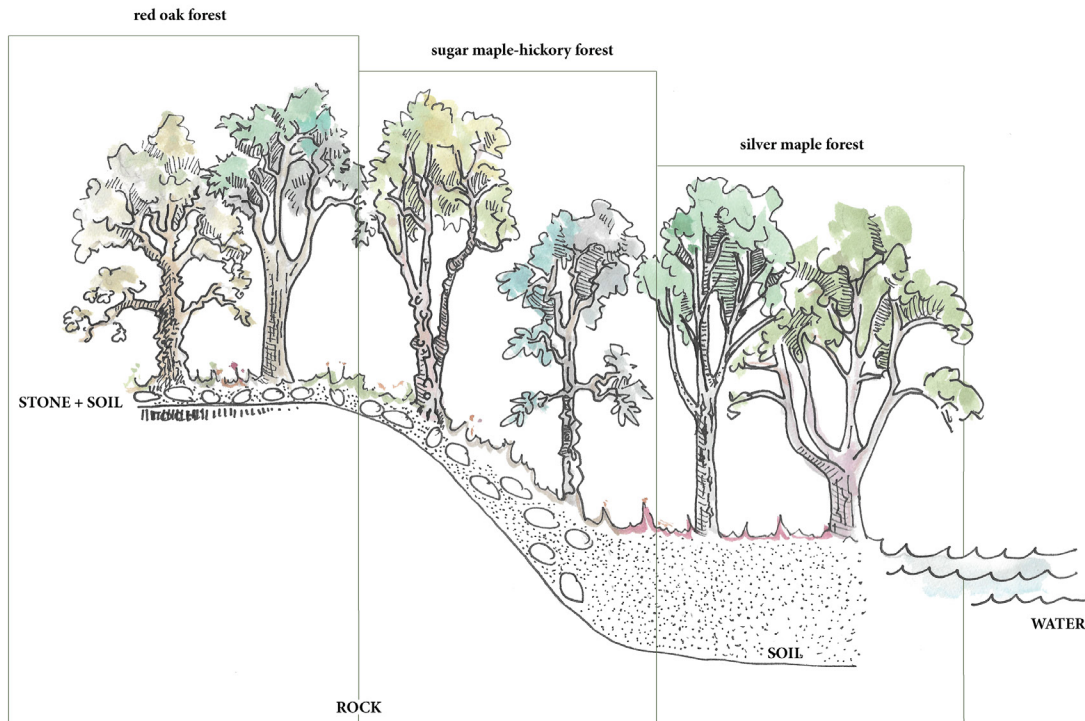 red oak forest
sugar maple-hickory forest
silver maple forest
STONE + SOIL
WATER
SOIL
ROCK